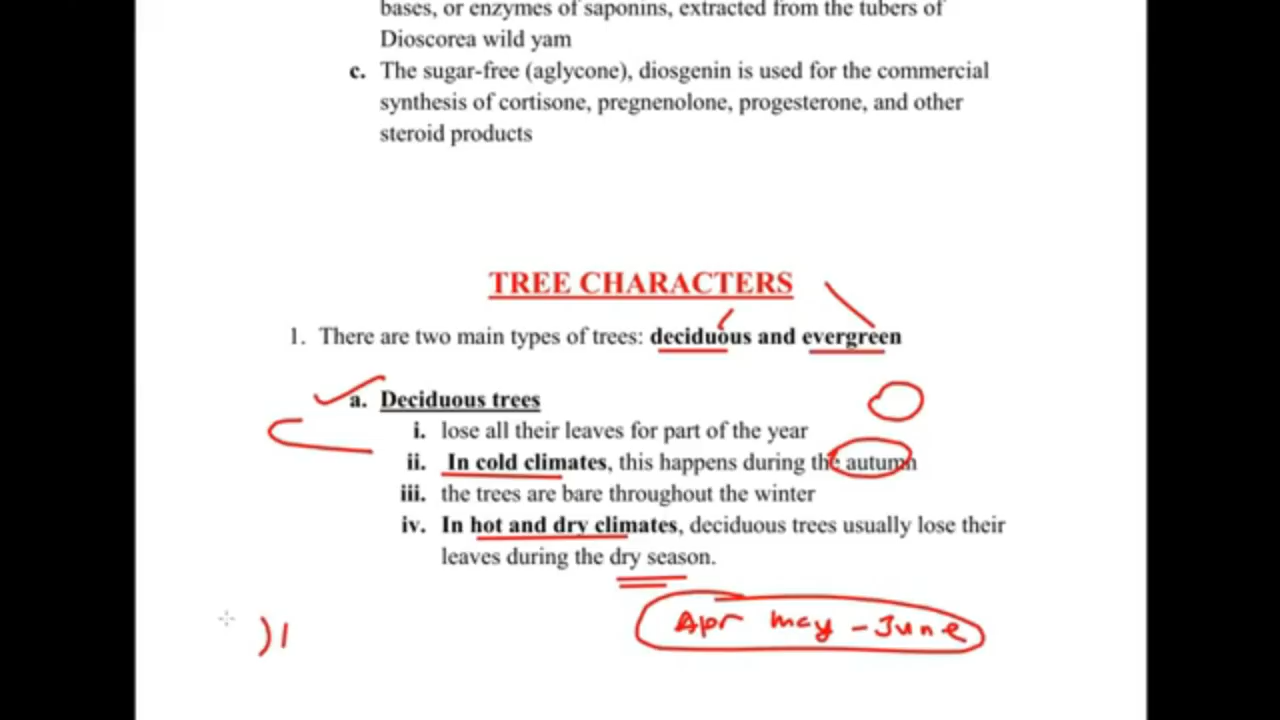 bases, or enzymes of saponins, extracted from the tubers of
Dioscorea wild yam
c. The sugar-free (aglycone), diosgenin is used for the commercial
synthesis of cortisone, pregnenolone, progesterone, and other
steroid products
TREE CHARACTERS
1. There are two main types of trees: deciduous and evergreen
a. Deciduous trees
i. lose all their leaves for part of the year
ii. In cold climates, this happens during the autumn
iii. the trees are bare throughout the winter
iv. In hot and dry climates, deciduous trees usually lose their
leaves during the dry season.
Apr may - June